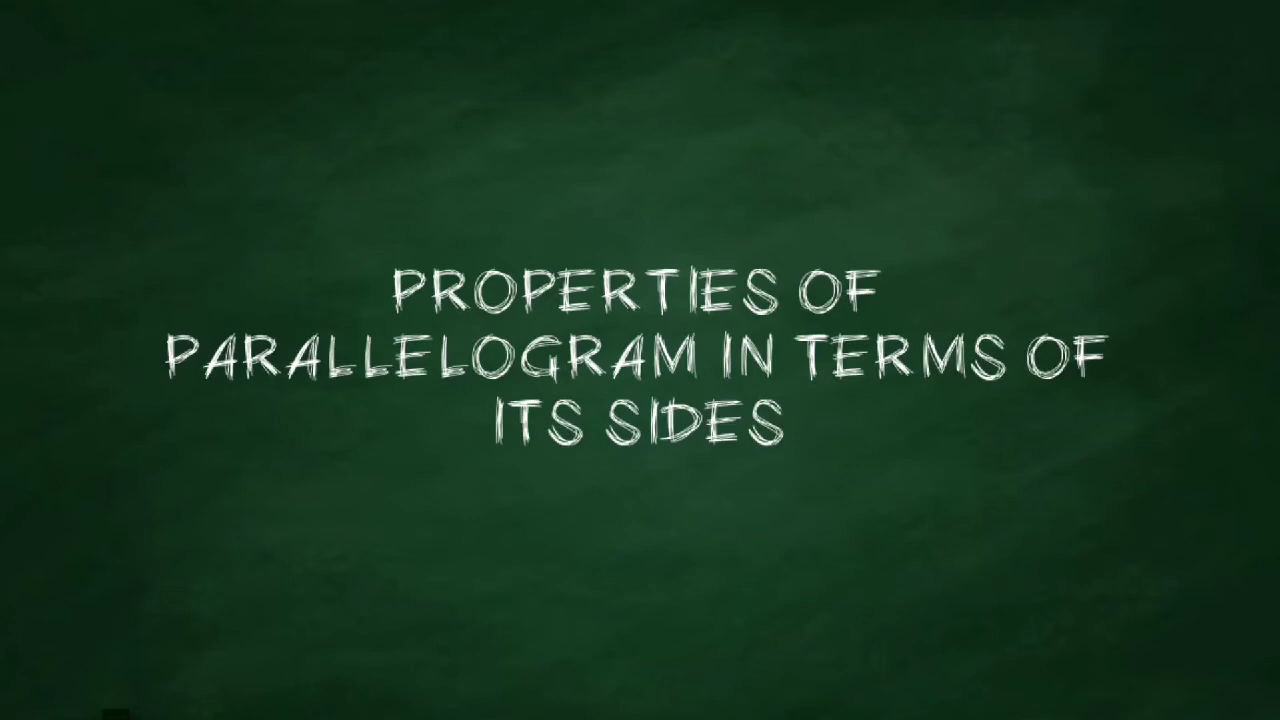 PROPERTIES OF
PARALLELOGRAM IN TERMS OF
ITS SIDES